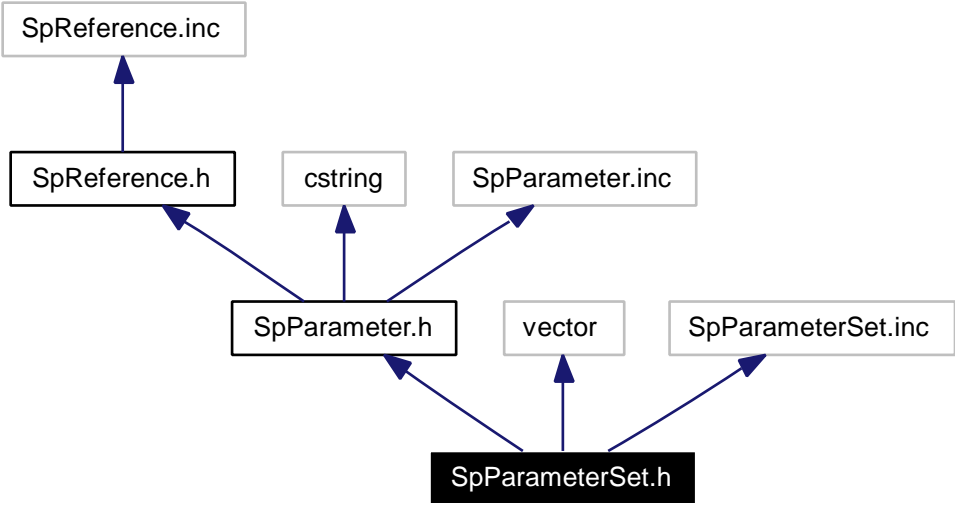 SpReference.inc
SpReference.h
cstring
SpParameter.inc
SpParameter.h
vector
SpParameterSet.inc
SpParameterSet.h